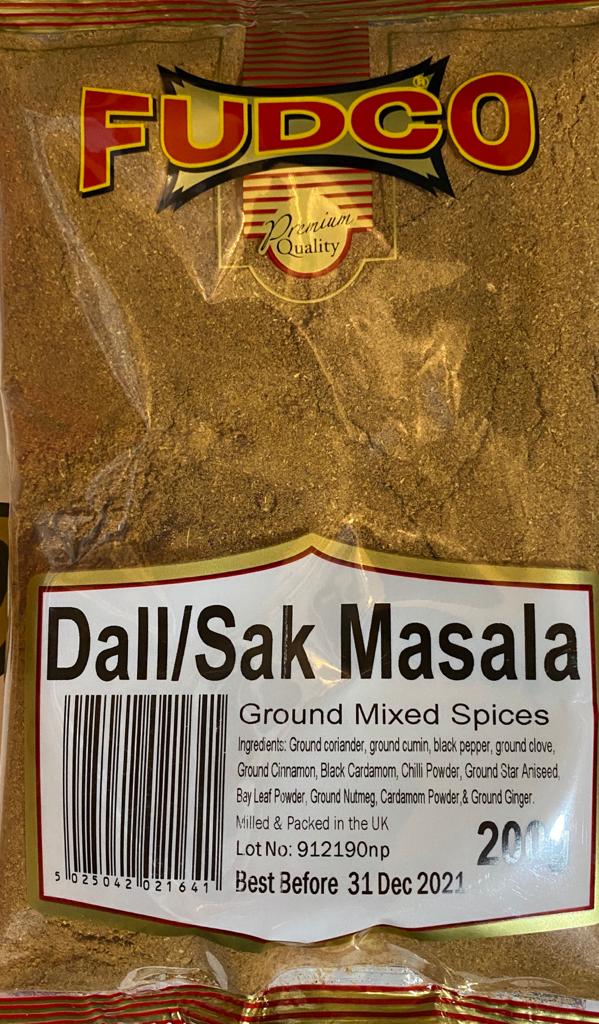 FUDCO
®
Premium
Quality
Dall/Sak Masala
Ground Mixed Spices
Ingredients: Ground coriander, ground cumin, black pepper, ground clove,
Ground Cinnamon, Black Cardamom, Chilli Powder, Ground Star Aniseed,
Bay Leaf Powder, Ground Nutmeg, Cardamom Powder,& Ground Ginger.
Milled & Packed in the UK
200g
Lot No: 912190np
Best Before 31 Dec 2021
5 025042 021641